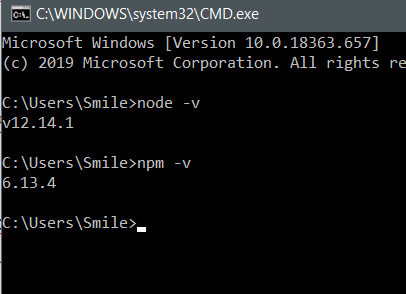 C:\WINDOWS\system32\CMD.exe
Microsoft Windows [Version 10.0.18363.657]
(c) 2019 Microsoft Corporation. All rights re
C:\Users\Smile>node -v
v12.14.1
C:\Users\Smile>npm -v
6.13.4
C:\Users\Smile>